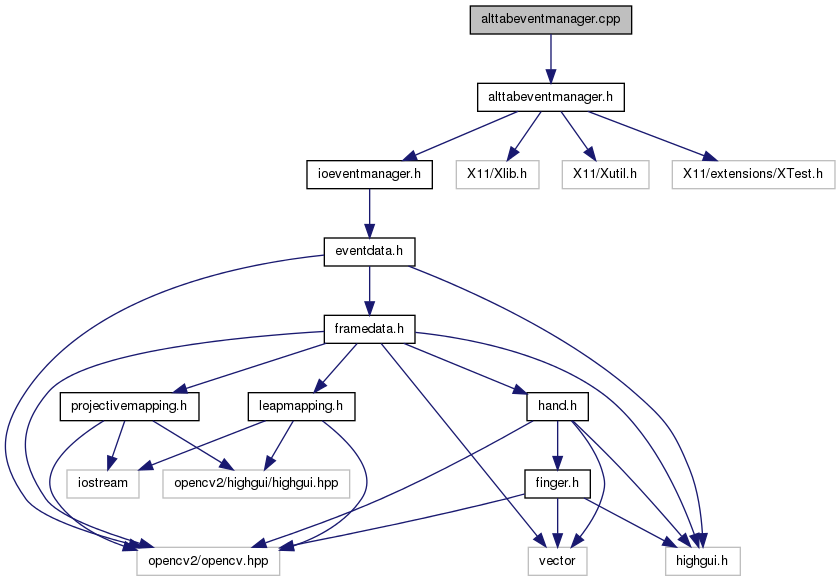 alttabeventmanager.cpp
alttabeventmanager.h
ioeventmanager.h
X11/Xlib.h
X11/Xutil.h
X11/extensions/XTest.h
eventdata.h
framedata.h
projectivemapping.h
leapmapping.h
hand.h
iostream
opencv2/highgui/highgui.hpp
finger.h
opencv2/opencv.hpp
vector
highgui.h